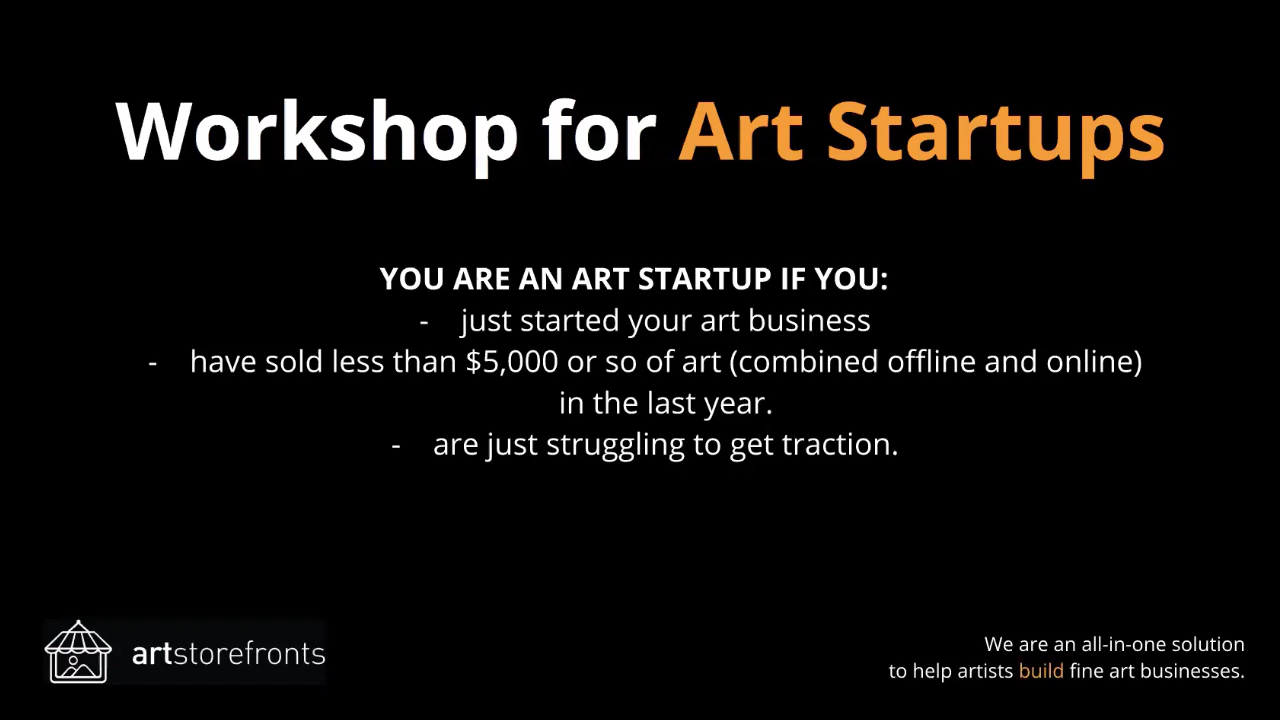 Workshop for Art Startups
YOU ARE AN ART STARTUP IF YOU:
- just started your art business
- have sold less than $5,000 or so of art (combined offline and online)
in the last year.
- are just struggling to get traction.
artstorefronts
We are an all-in-one solution
to help artists build fine art businesses.